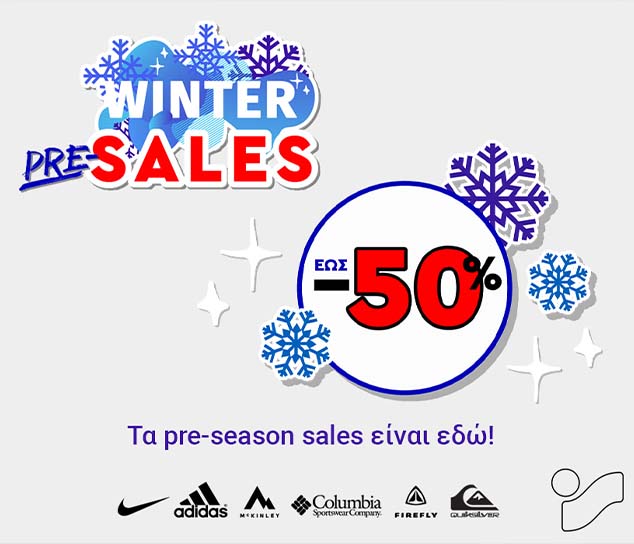 WINTER
PRE-SALES
ΕΩΣ
-50%
Τα pre-season sales είναι εδώ!
adidas McKINLEY Columbia Sportswear Company FIREFLY QUIKSILVER